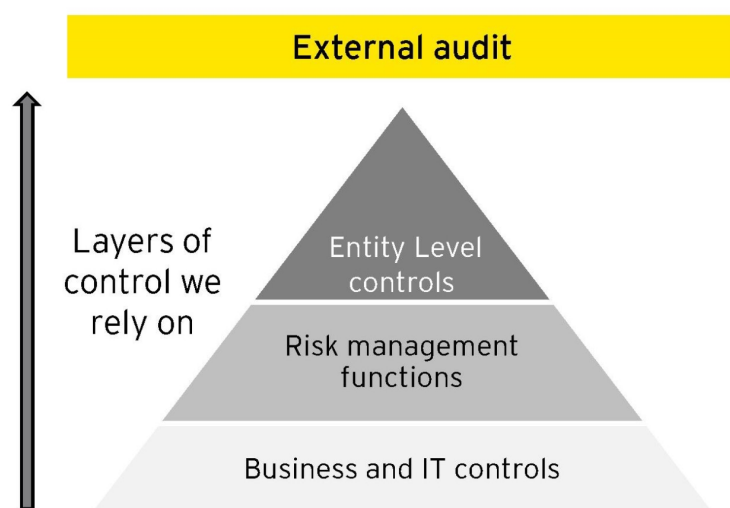 External audit
Layers of
control we
rely on
Entity Level
controls
Risk management
functions
Business and IT controls